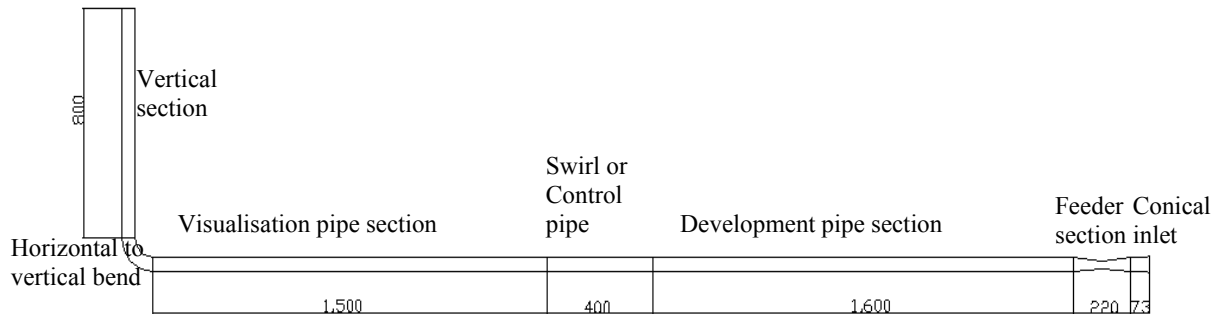 Vertical
section
800
Swirl or
Control
pipe
Visualisation pipe section
Development pipe section
Feeder Conical
section inlet
Horizontal to
vertical bend
1,500
400
1,600
220
73